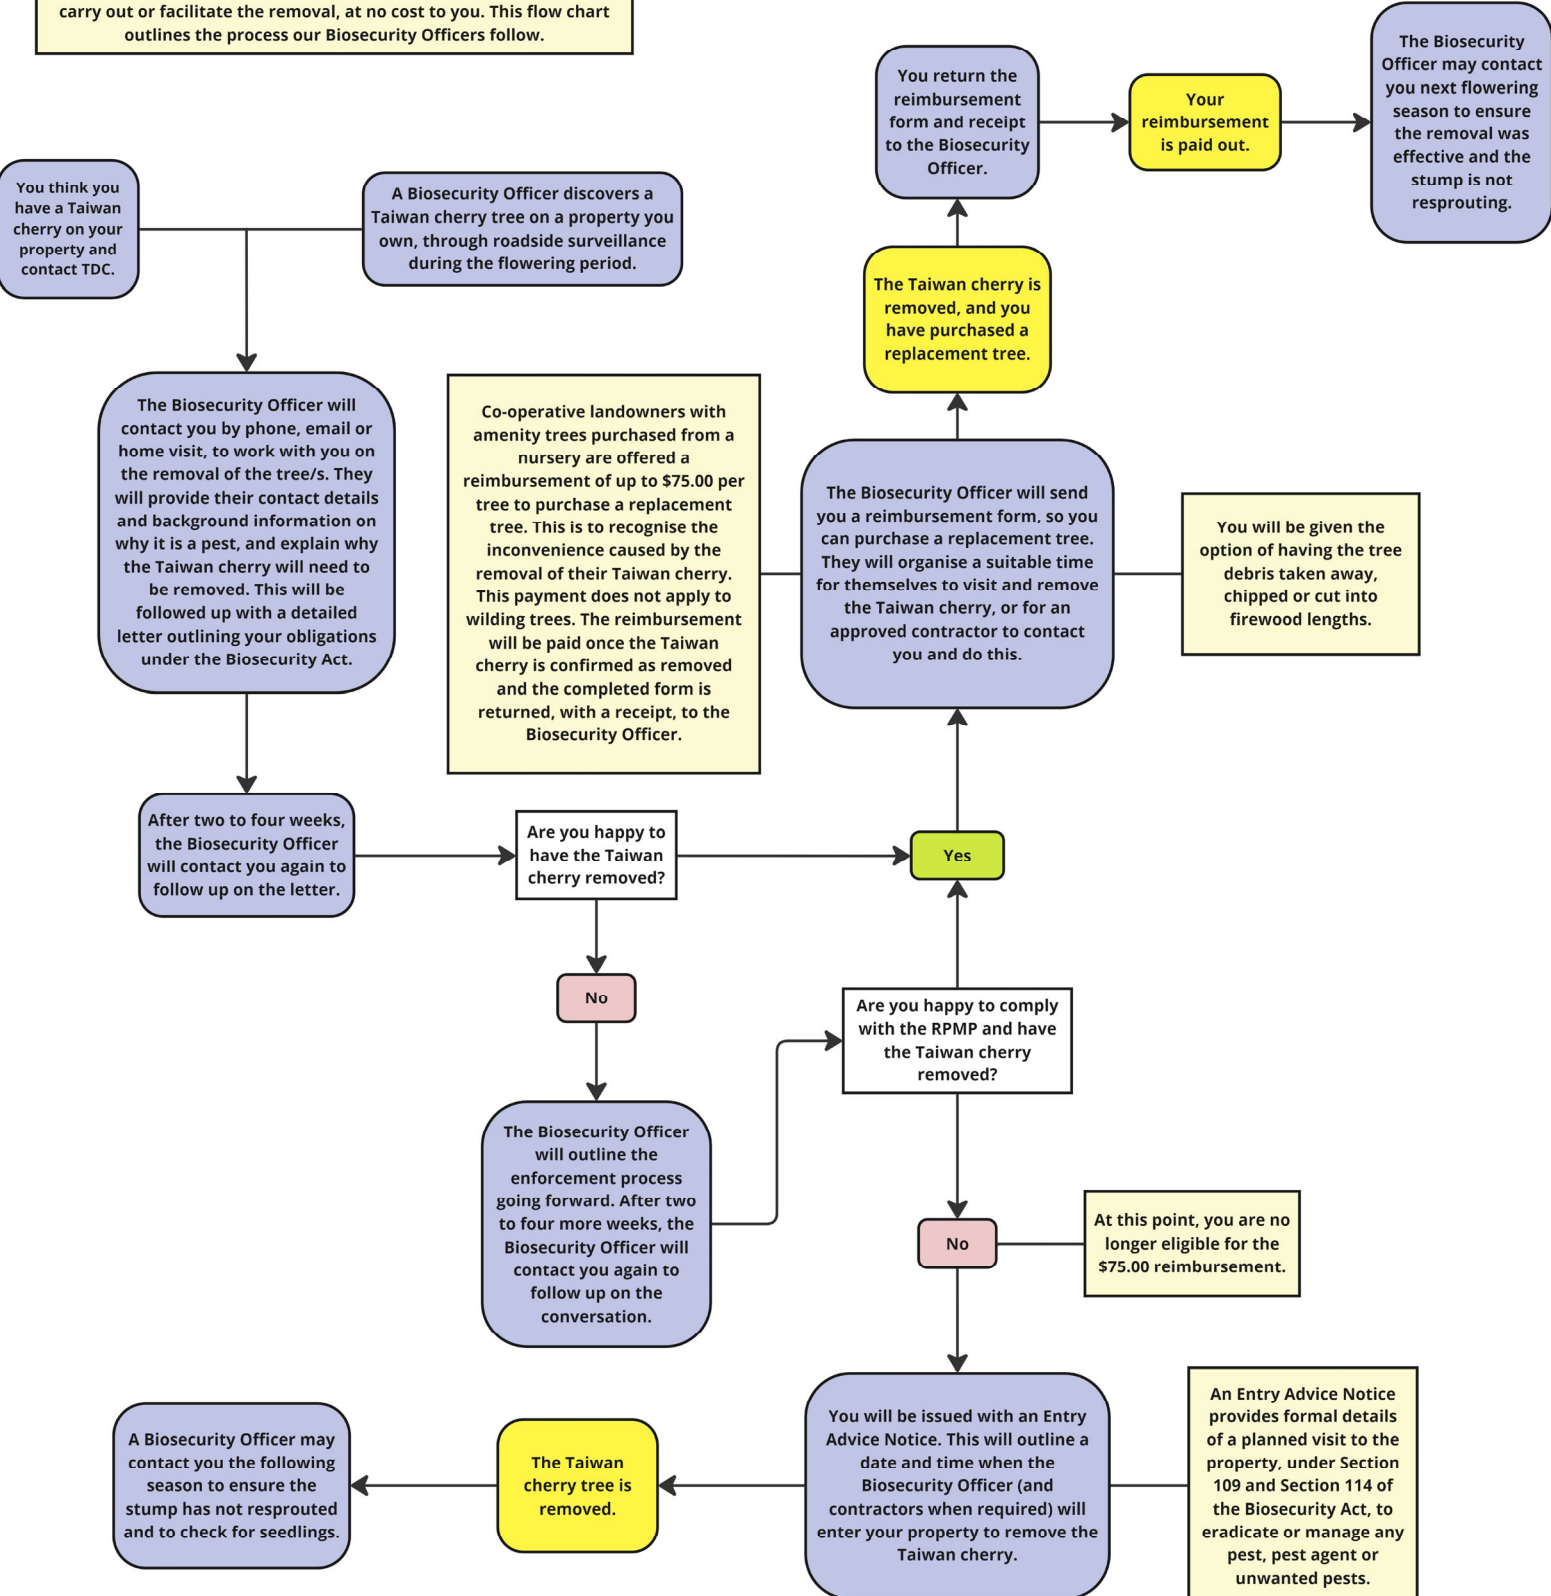 carry out or facilitate the removal, at no cost to you. This flow chart
outlines the process our Biosecurity Officers follow.
You think you
have a Taiwan
cherry on your
property and
contact TDC.
A Biosecurity Officer discovers a
Taiwan cherry tree on a property you
own, through roadside surveillance
during the flowering period.
The Biosecurity Officer will
contact you by phone, email or
home visit, to work with you on
the removal of the tree/s. They
will provide their contact details
and background information on
why it is a pest, and explain why
the Taiwan cherry will need to
be removed. This will be
followed up with a detailed
letter outlining your obligations
under the Biosecurity Act.
After two to four weeks,
the Biosecurity Officer
will contact you again to
follow up on the letter.
Are you happy to
have the Taiwan
cherry removed?
Yes
No
The Biosecurity Officer will send
you a reimbursement form, so you
can purchase a replacement tree.
They will organise a suitable time
for themselves to visit and remove
the Taiwan cherry, or for an
approved contractor to contact
you and do this.
Co-operative landowners with
amenity trees purchased from a
nursery are offered a
reimbursement of up to $75.00 per
tree to purchase a replacement
tree. This is to recognise the
inconvenience caused by the
removal of their Taiwan cherry.
This payment does not apply to
wilding trees. The reimbursement
will be paid once the Taiwan
cherry is confirmed as removed
and the completed form is
returned, with a receipt, to the
Biosecurity Officer.
You will be given the
option of having the tree
debris taken away,
chipped or cut into
firewood lengths.
The Taiwan cherry is
removed, and you
have purchased a
replacement tree.
You return the
reimbursement
form and receipt
to the Biosecurity
Officer.
Your
reimbursement
is paid out.
The Biosecurity
Officer may contact
you next flowering
season to ensure
the removal was
effective and the
stump is not
resprouting.
The Biosecurity Officer
will outline the
enforcement process
going forward. After two
to four more weeks, the
Biosecurity Officer will
contact you again to
follow up on the
conversation.
Are you happy to comply
with the RPMP and have
the Taiwan cherry
removed?
No
At this point, you are no
longer eligible for the
$75.00 reimbursement.
You will be issued with an Entry
Advice Notice. This will outline a
date and time when the
Biosecurity Officer (and
contractors when required) will
enter your property to remove the
Taiwan cherry.
An Entry Advice Notice
provides formal details
of a planned visit to the
property, under Section
109 and Section 114 of
the Biosecurity Act, to
eradicate or manage any
pest, pest agent or
unwanted pests.
The Taiwan
cherry tree is
removed.
A Biosecurity Officer may
contact you the following
season to ensure the
stump has not resprouted
and to check for seedlings.